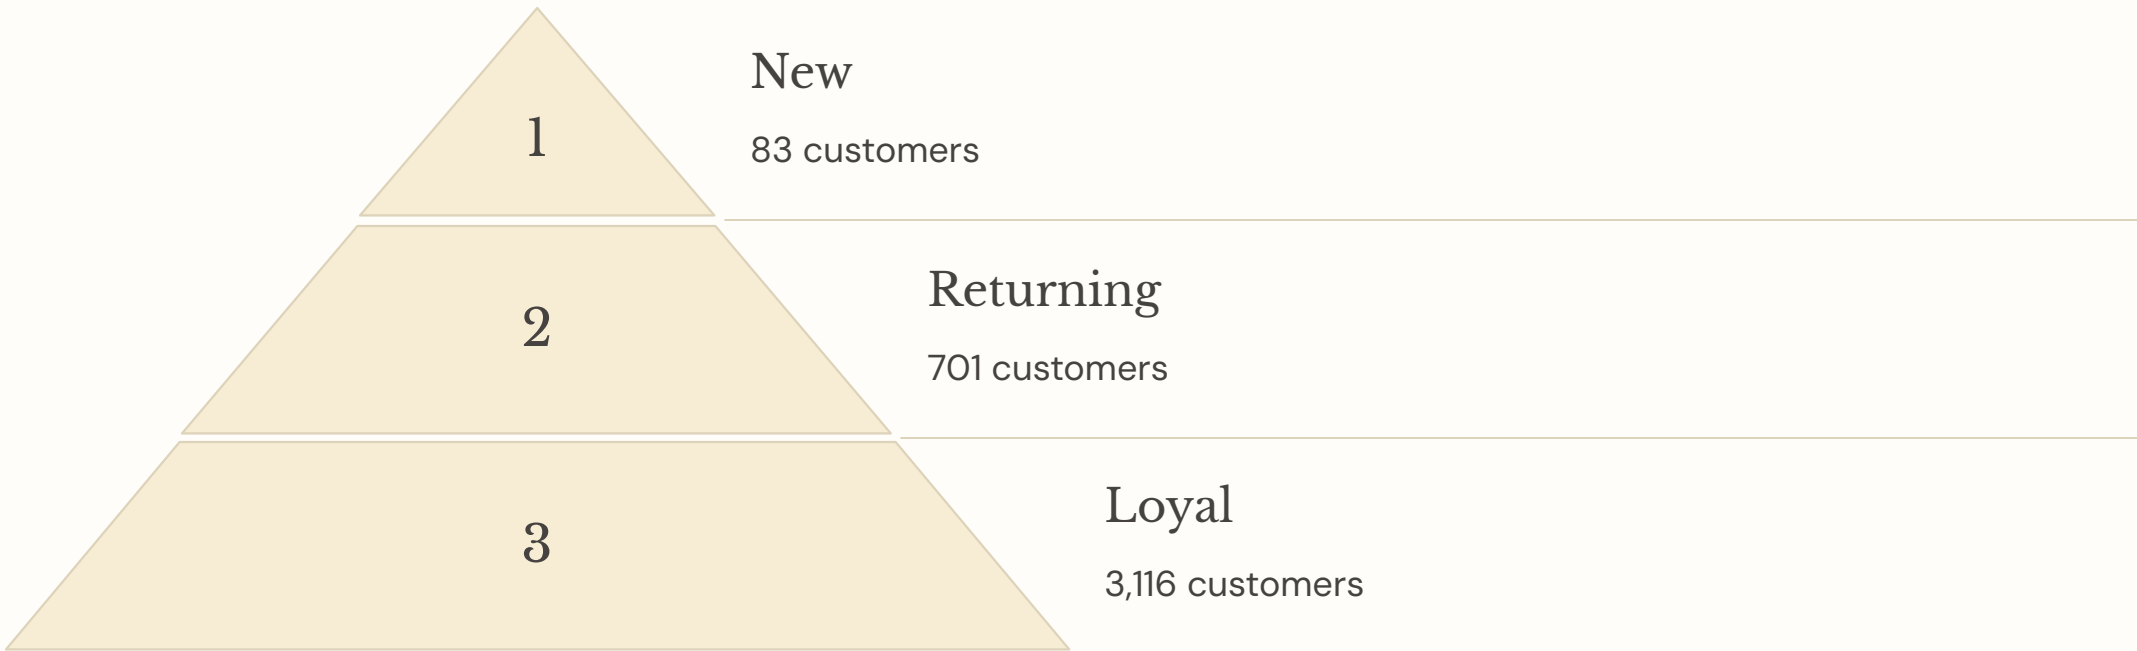 1
New
83 customers
2
Returning
701 customers
3
Loyal
3,116 customers